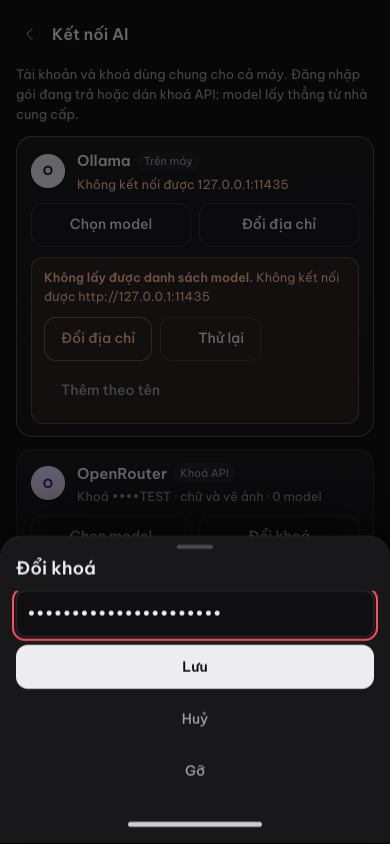 Kết nối AI
Tài khoản và khoá dùng chung cho cả máy. Đăng nhập
gói đang trả hoặc dán khoá API; model lấy thẳng từ nhà
cung cấp.
O
Ollama
Trên máy
Không kết nối được 127.0.0.1:11435
Chọn model
Đổi địa chỉ
Không lấy được danh sách model. Không kết nối
được http://127.0.0.1:11435
Đổi địa chỉ
Thử lại
Thêm theo tên
O
OpenRouter
Khoá API
Khoá ••••TEST · chữ và vẽ ảnh · 0 model
Chọn model
Đổi khoá
Đổi khoá
••••••••••••••••••••••
Lưu
Huỷ
Gỡ